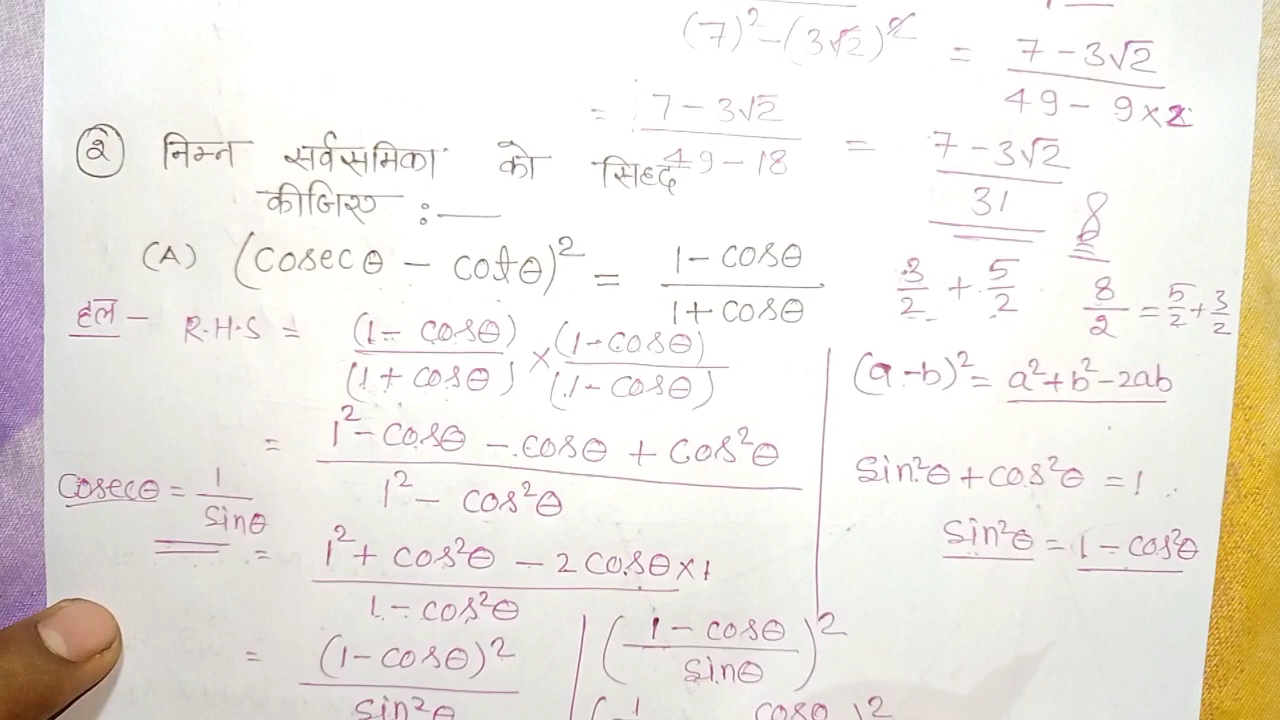 (7)² - (3√2)² = 7 - 3√2 / 49 - 9×2
= 7 - 3√2 / 49 - 18 = 7 - 3√2 / 31
(२) निम्न सर्वसमिका को सिध्द
कीजिए :—
8
(A) (cosecθ - cotθ)² = 1 - cosθ / 1 + cosθ
3/2 + 5/2
8/2 = 5/2 + 3/2
हल - R.H.S = (1 - cosθ) / (1 + cosθ) × (1 - cosθ) / (1 - cosθ)
(a - b)² = a² + b² - 2ab
= 1² - cosθ - cosθ + cos²θ / 1² - cos²θ
sin²θ + cos²θ = 1
cosecθ = 1 / sinθ
sin²θ = 1 - cos²θ
= 1² + cos²θ - 2cosθ×1 / 1 - cos²θ
= (1 - cosθ)² / sin²θ
(1 - cosθ / sinθ)²